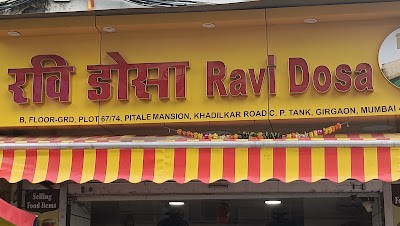 रवि डोसा Ravi Dosa
B, FLOOR-GRD, PLOT 67/74, PITALE MANSION, KHADILKAR ROAD C. P. TANK, GIRGAON, MUMBAI
Selling
Food Items